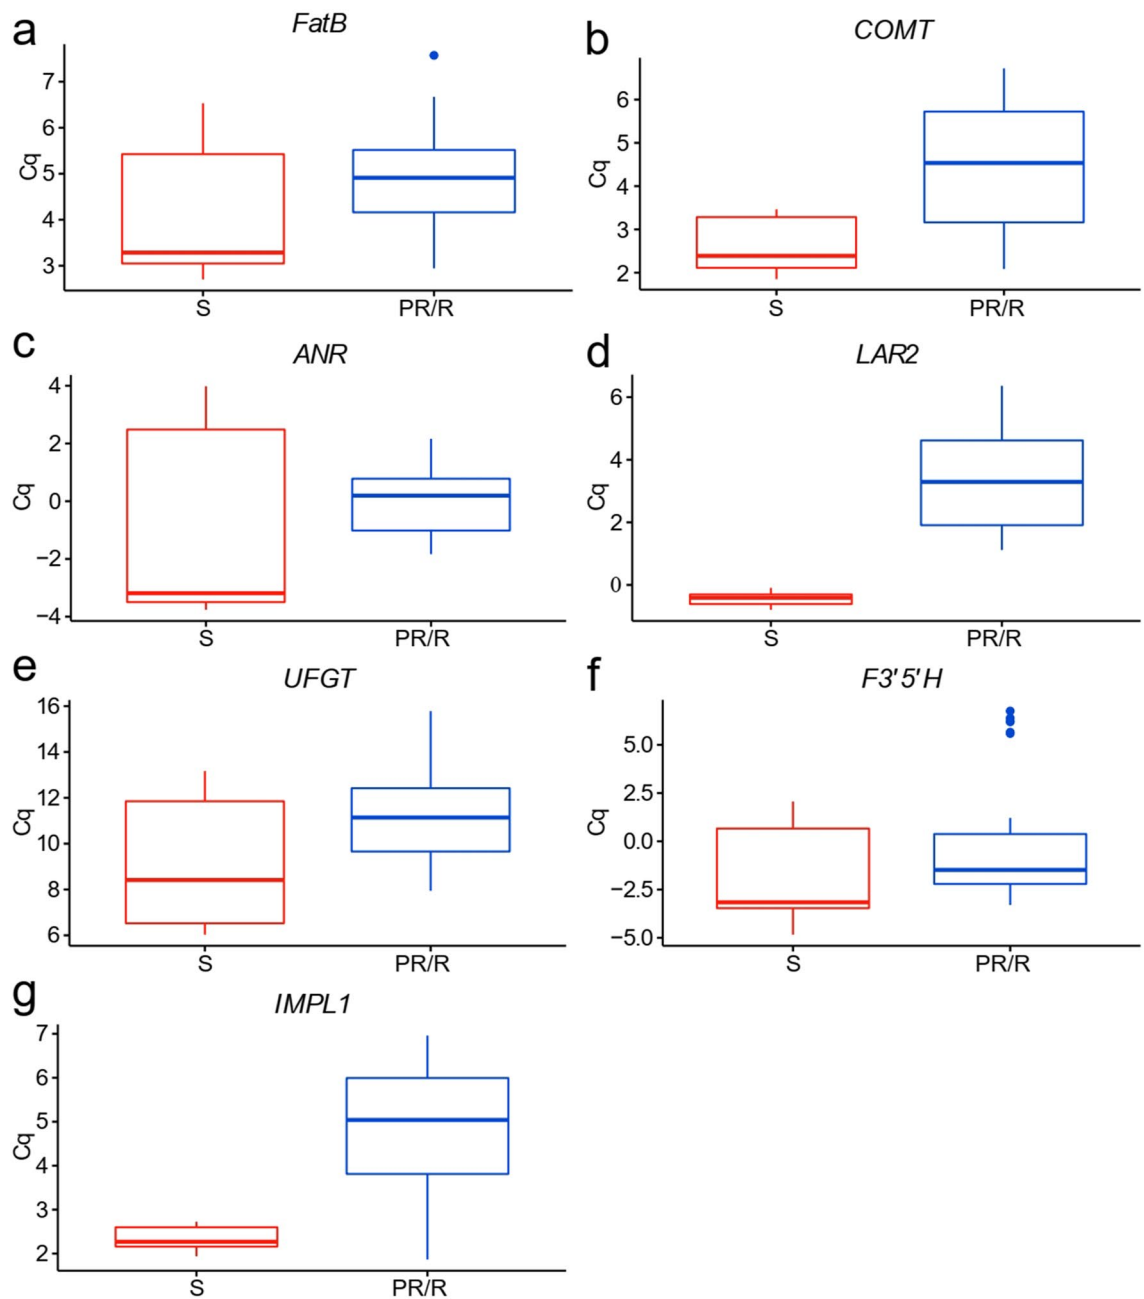 a
FatB
7
6
5
4
3
Cq
S
PR/R
b
COMT
6
5
4
3
2
Cq
S
PR/R
c
ANR
4
2
0
−2
−4
Cq
S
PR/R
d
LAR2
6
4
2
0
Cq
S
PR/R
e
UFGT
16
14
12
10
8
6
Cq
S
PR/R
f
F3'5'H
5.0
2.5
0.0
−2.5
−5.0
Cq
S
PR/R
g
IMPL1
7
6
5
4
3
2
Cq
S
PR/R